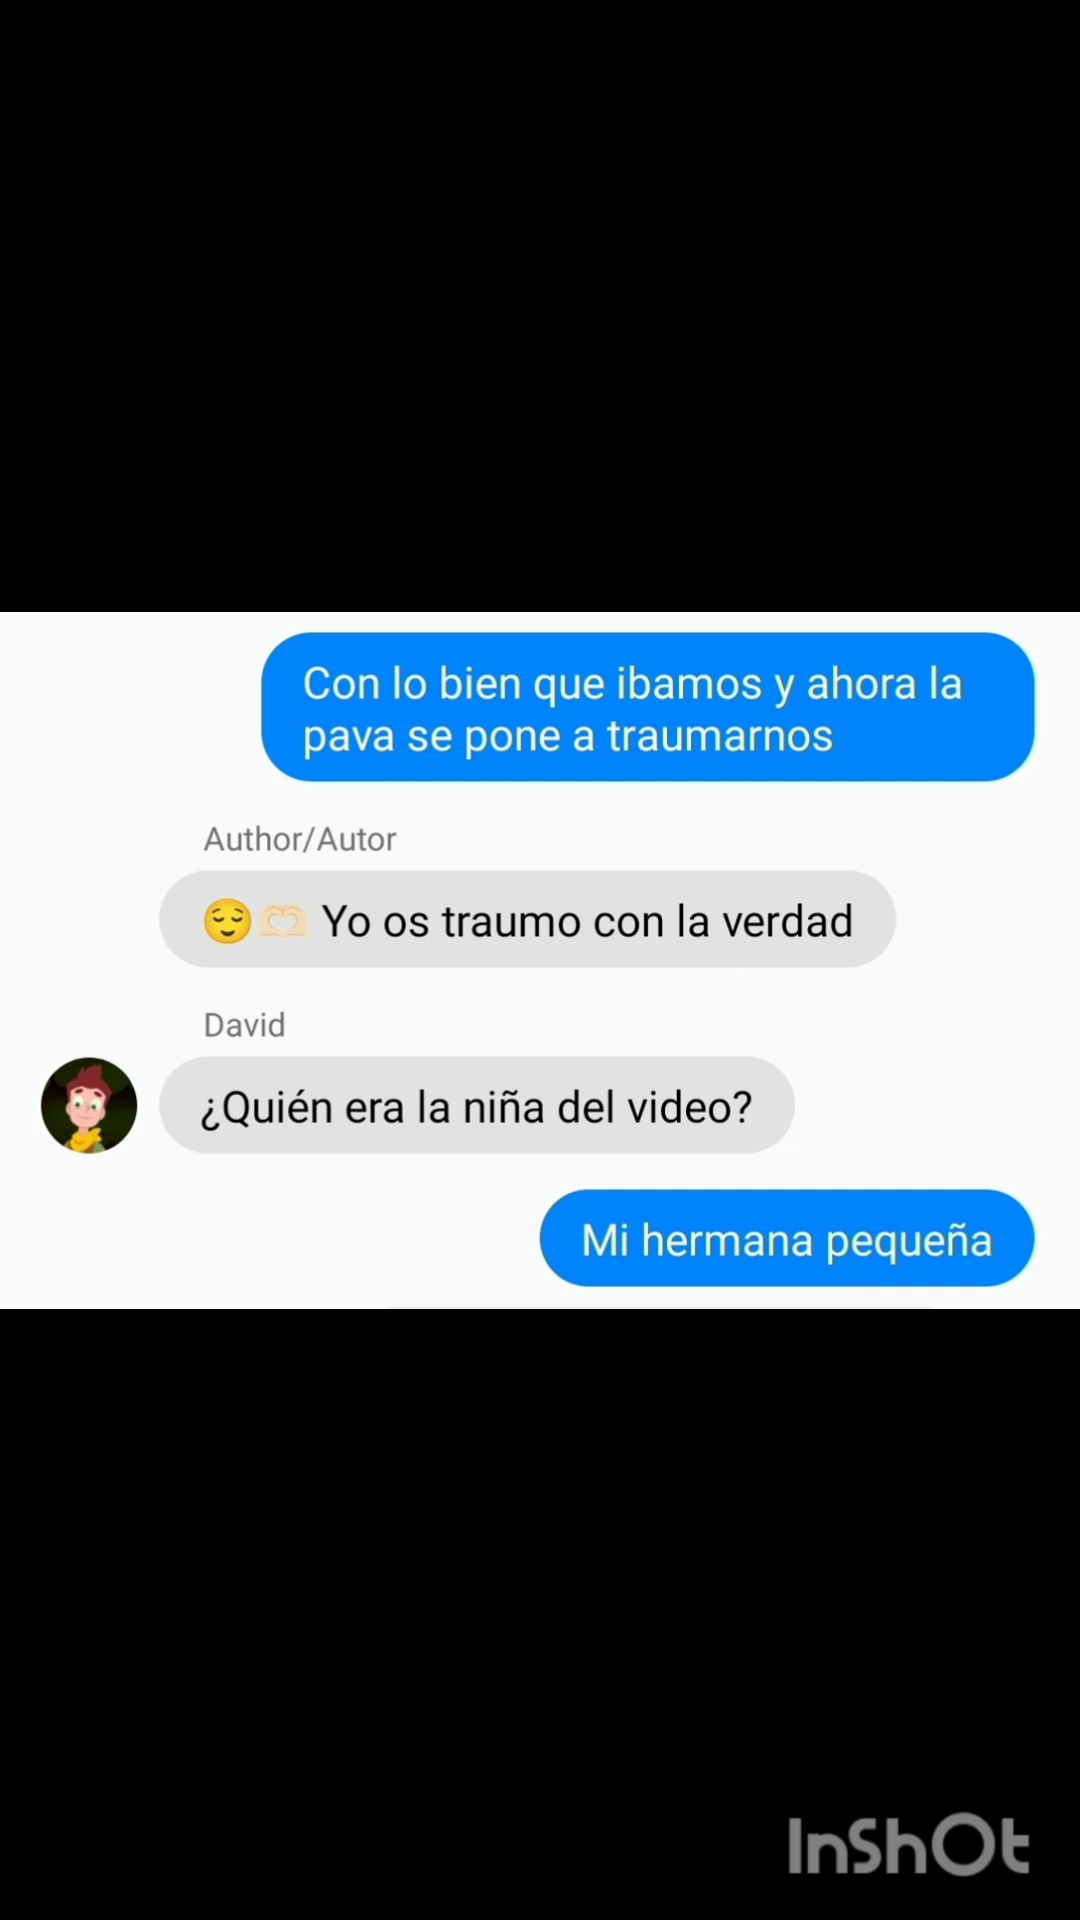 Con lo bien que ibamos y ahora la
pava se pone a traumarnos
Author/Autor
😌🫶🏻 Yo os traumo con la verdad
David
¿Quién era la niña del video?
Mi hermana pequeña
InShOt